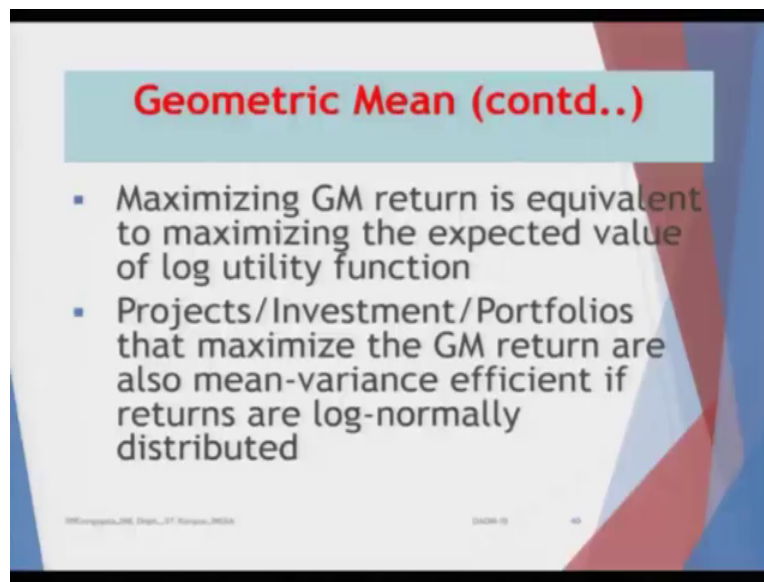 Geometric Mean (contd..)
Maximizing GM return is equivalent
to maximizing the expected value
of log utility function
Projects/Investment/Portfolios
that maximize the GM return are
also mean-variance efficient if
returns are log-normally
distributed